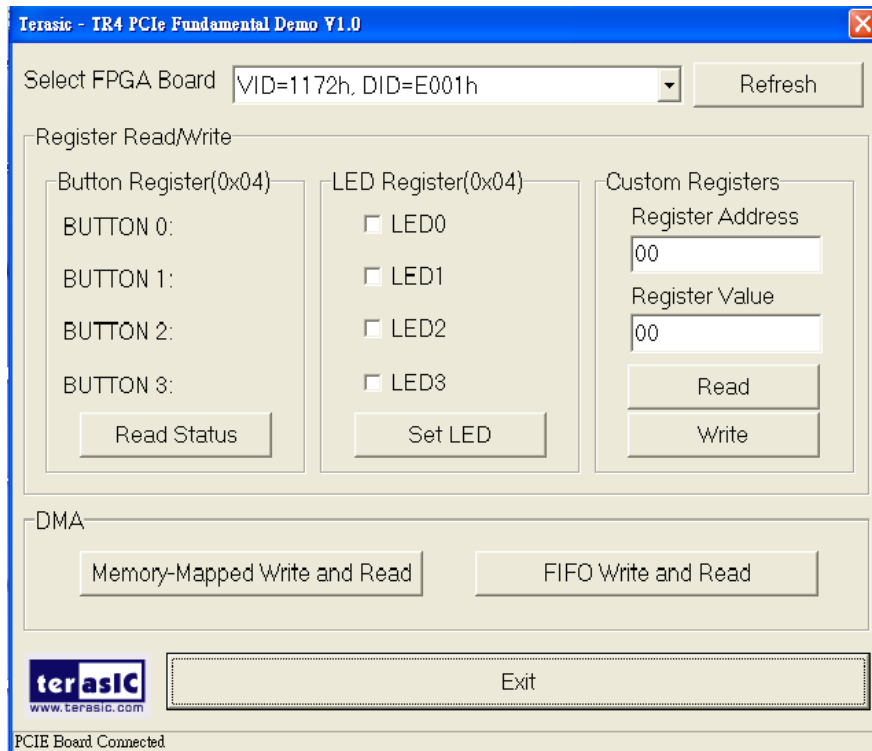 Terasic - TR4 PCIe Fundamental Demo V1.0
Select FPGA Board
VID=1172h, DID=E001h
Refresh
Register Read/Write
Button Register(0x04)
BUTTON 0:
BUTTON 1:
BUTTON 2:
BUTTON 3:
Read Status
LED Register(0x04)
LED0
LED1
LED2
LED3
Set LED
Custom Registers
Register Address
00
Register Value
00
Read
Write
DMA
Memory-Mapped Write and Read
FIFO Write and Read
terasIC
www.terasic.com
Exit
PCIE Board Connected